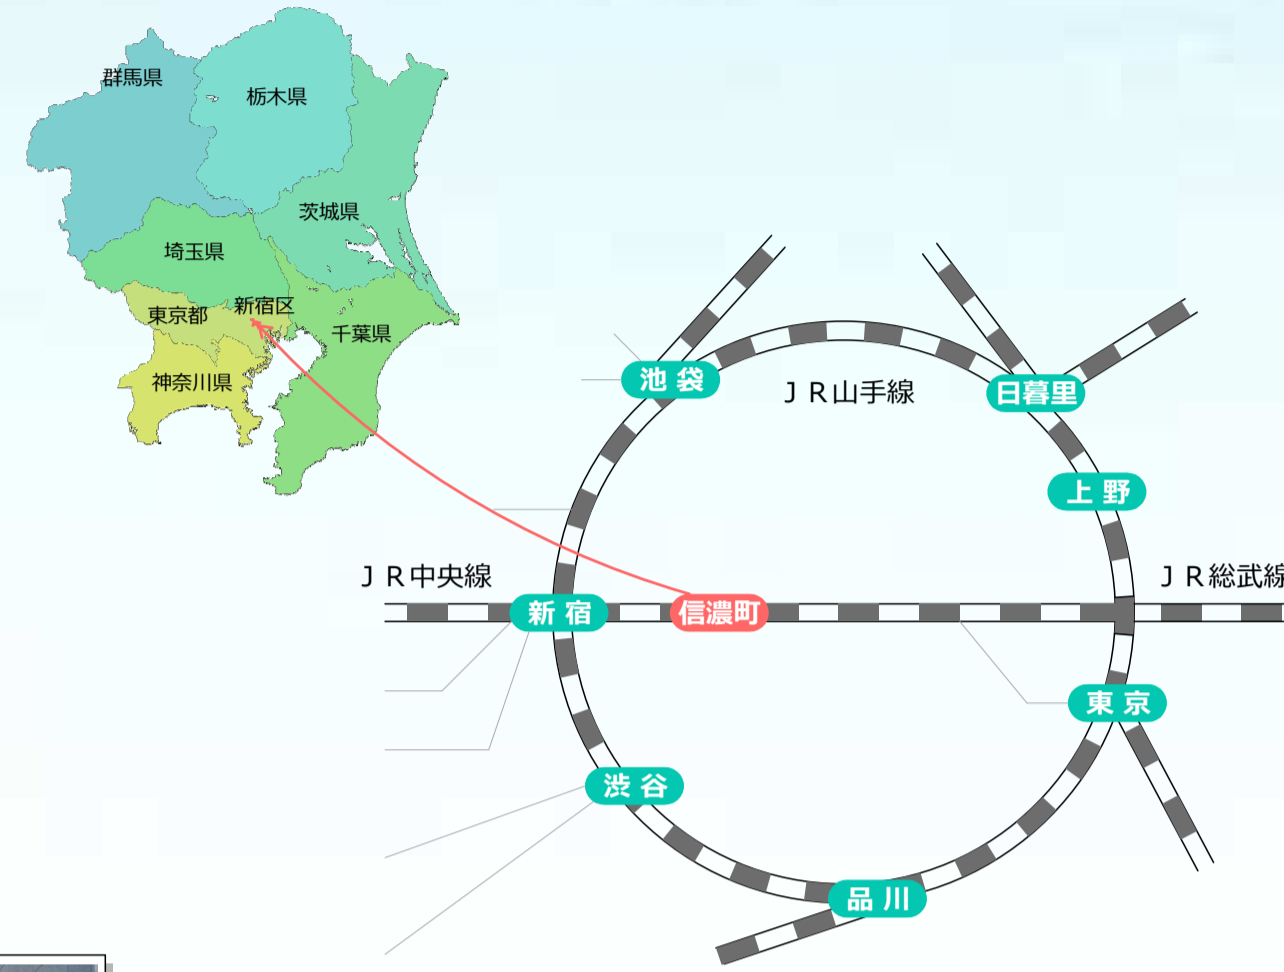 群馬県
栃木県
茨城県
埼玉県
東京都
新宿区
千葉県
神奈川県
池袋
ＪＲ山手線
日暮里
上野
ＪＲ中央線
ＪＲ総武線
新宿
信濃町
東京
渋谷
品川